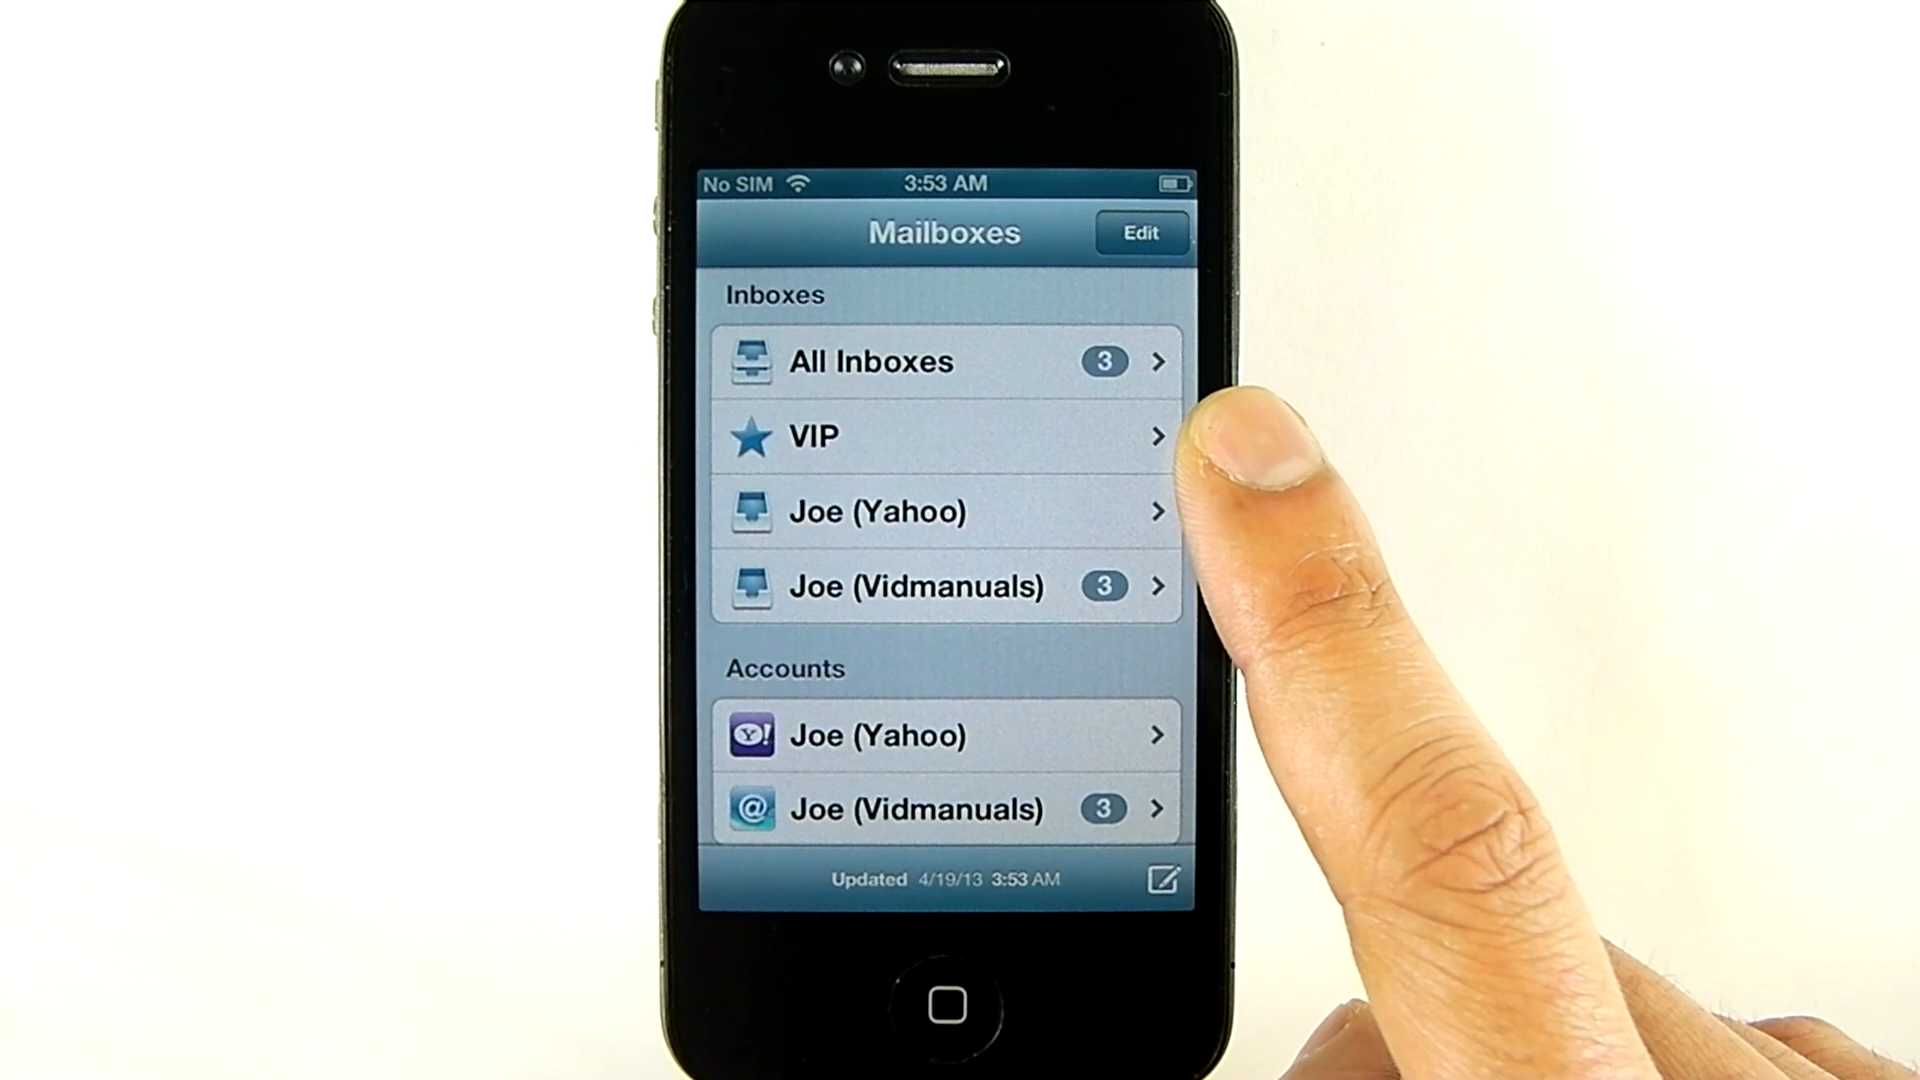 No SIM 3:53 AM
Mailboxes Edit
Inboxes
All Inboxes 3
VIP
Joe (Yahoo)
Joe (Vidmanuals) 3
Accounts
Y! Joe (Yahoo)
@ Joe (Vidmanuals) 3
Updated 4/19/13 3:53 AM